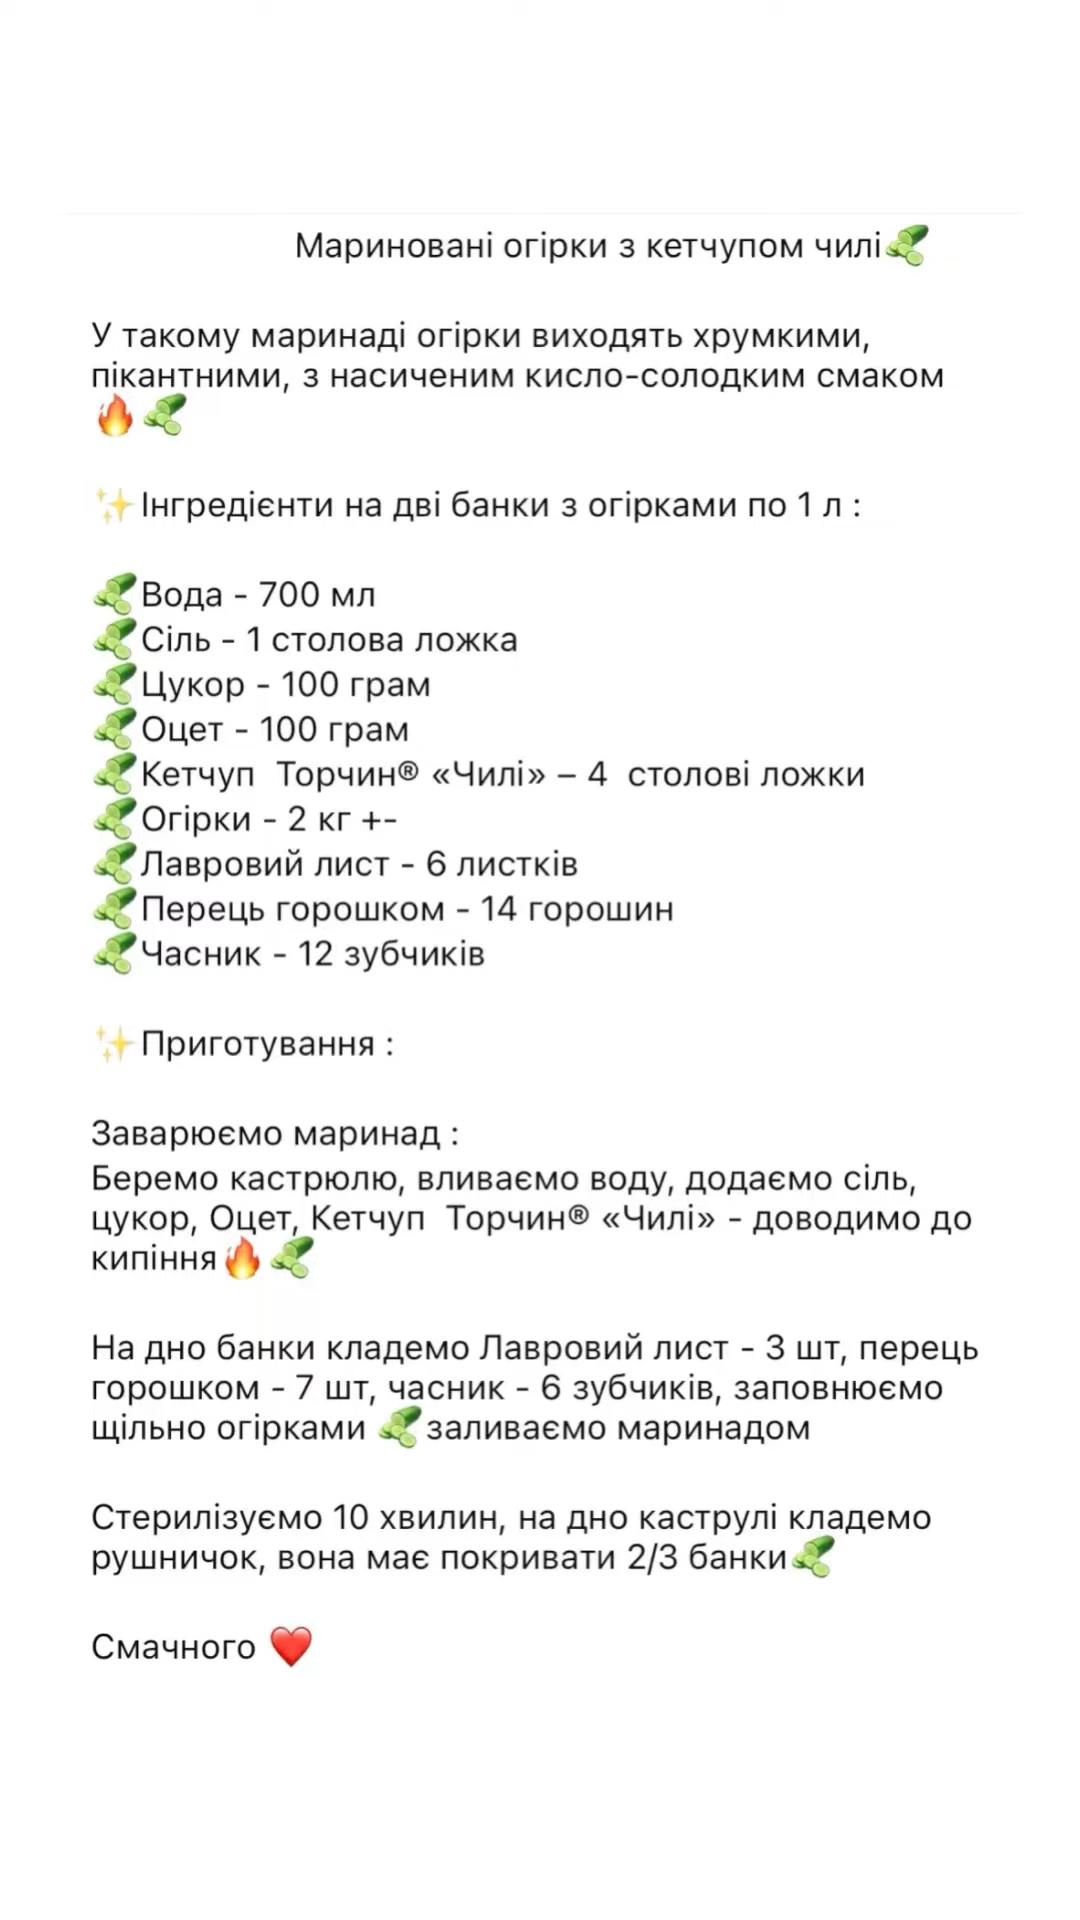 Мариновані огірки з кетчупом чилі🥒
У такому маринаді огірки виходять хрумкими,
пікантними, з насиченим кисло-солодким смаком
🔥🥒
✨Інгредієнти на дві банки з огірками по 1 л :
🥒Вода - 700 мл
🥒Сіль - 1 столова ложка
🥒Цукор - 100 грам
🥒Оцет - 100 грам
🥒Кетчуп  Торчин® «Чилі» – 4  столові ложки
🥒Огірки - 2 кг +-
🥒Лавровий лист - 6 листків
🥒Перець горошком - 14 горошин
🥒Часник - 12 зубчиків
✨Приготування :
Заварюємо маринад :
Беремо кастрюлю, вливаємо воду, додаємо сіль,
цукор, Оцет, Кетчуп  Торчин® «Чилі» - доводимо до
кипіння🔥🥒
На дно банки кладемо Лавровий лист - 3 шт, перець
горошком - 7 шт, часник - 6 зубчиків, заповнюємо
щільно огірками 🥒заливаємо маринадом
Стерилізуємо 10 хвилин, на дно каструлі кладемо
рушничок, вона має покривати 2/3 банки🥒
Смачного ❤️